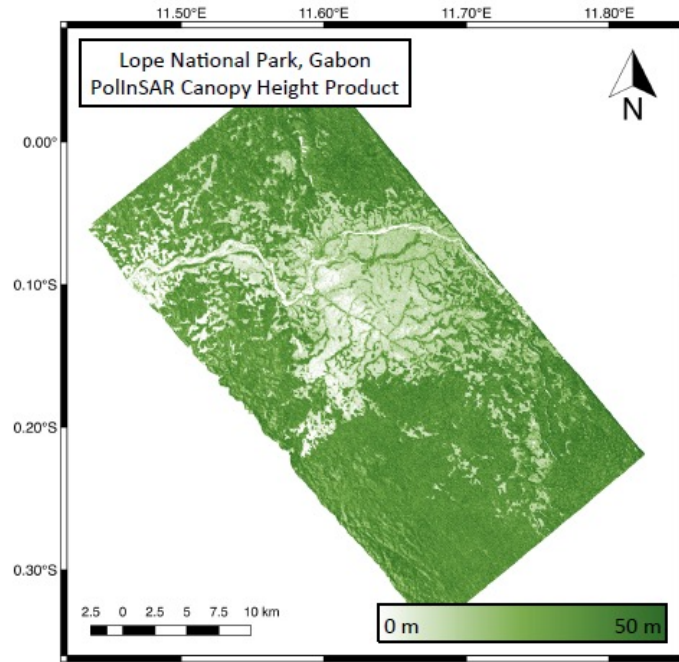 11.50°E 11.60°E 11.70°E 11.80°E
Lope National Park, Gabon
PolInSAR Canopy Height Product
N
0.00°
0.10°S
0.20°S
0.30°S
2.5 0 2.5 5 7.5 10 km
0 m 50 m